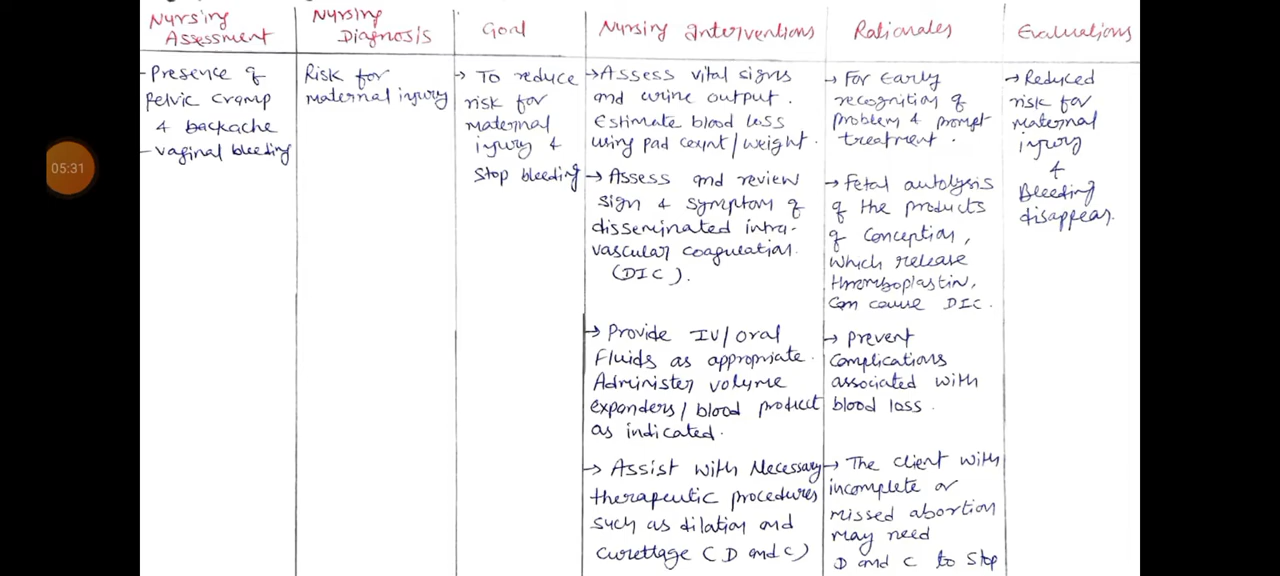 Nursing Assessment
Nursing Diagnosis
Goal
Nursing Interventions
Rationales
Evaluations
- Presence of
pelvic cramp
& backache
- Vaginal bleeding
Risk for
maternal injury
→ To reduce
risk for
maternal
injury &
Stop bleeding
→ Assess vital signs
and urine output.
Estimate blood loss
using pad count/weight.
→ Assess and review
sign & symptom of
disseminated intra-
vascular coagulation.
(DIC).
→ Provide IV/oral
Fluids as appropriate.
Administer volume
expanders/blood product
as indicated.
→ Assist with Necessary
therapeutic procedures
such as dilation and
curettage (D and C)
→ For Early
recognition of
problem & prompt
treatment.
→ Fetal autolysis
of the products
of conception,
which release
thromboplastin,
can cause DIC.
→ prevent
complications
associated with
blood loss.
→ The client with
incomplete or
missed abortion
may need
D and C to stop
→ Reduced
risk for
maternal
injury
&
Bleeding
disappear.
05:31